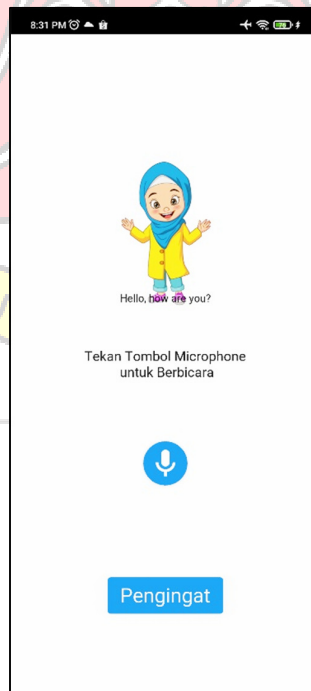 8:31 PM
Hello, how are you?
Tekan Tombol Microphone
untuk Berbicara
Pengingat